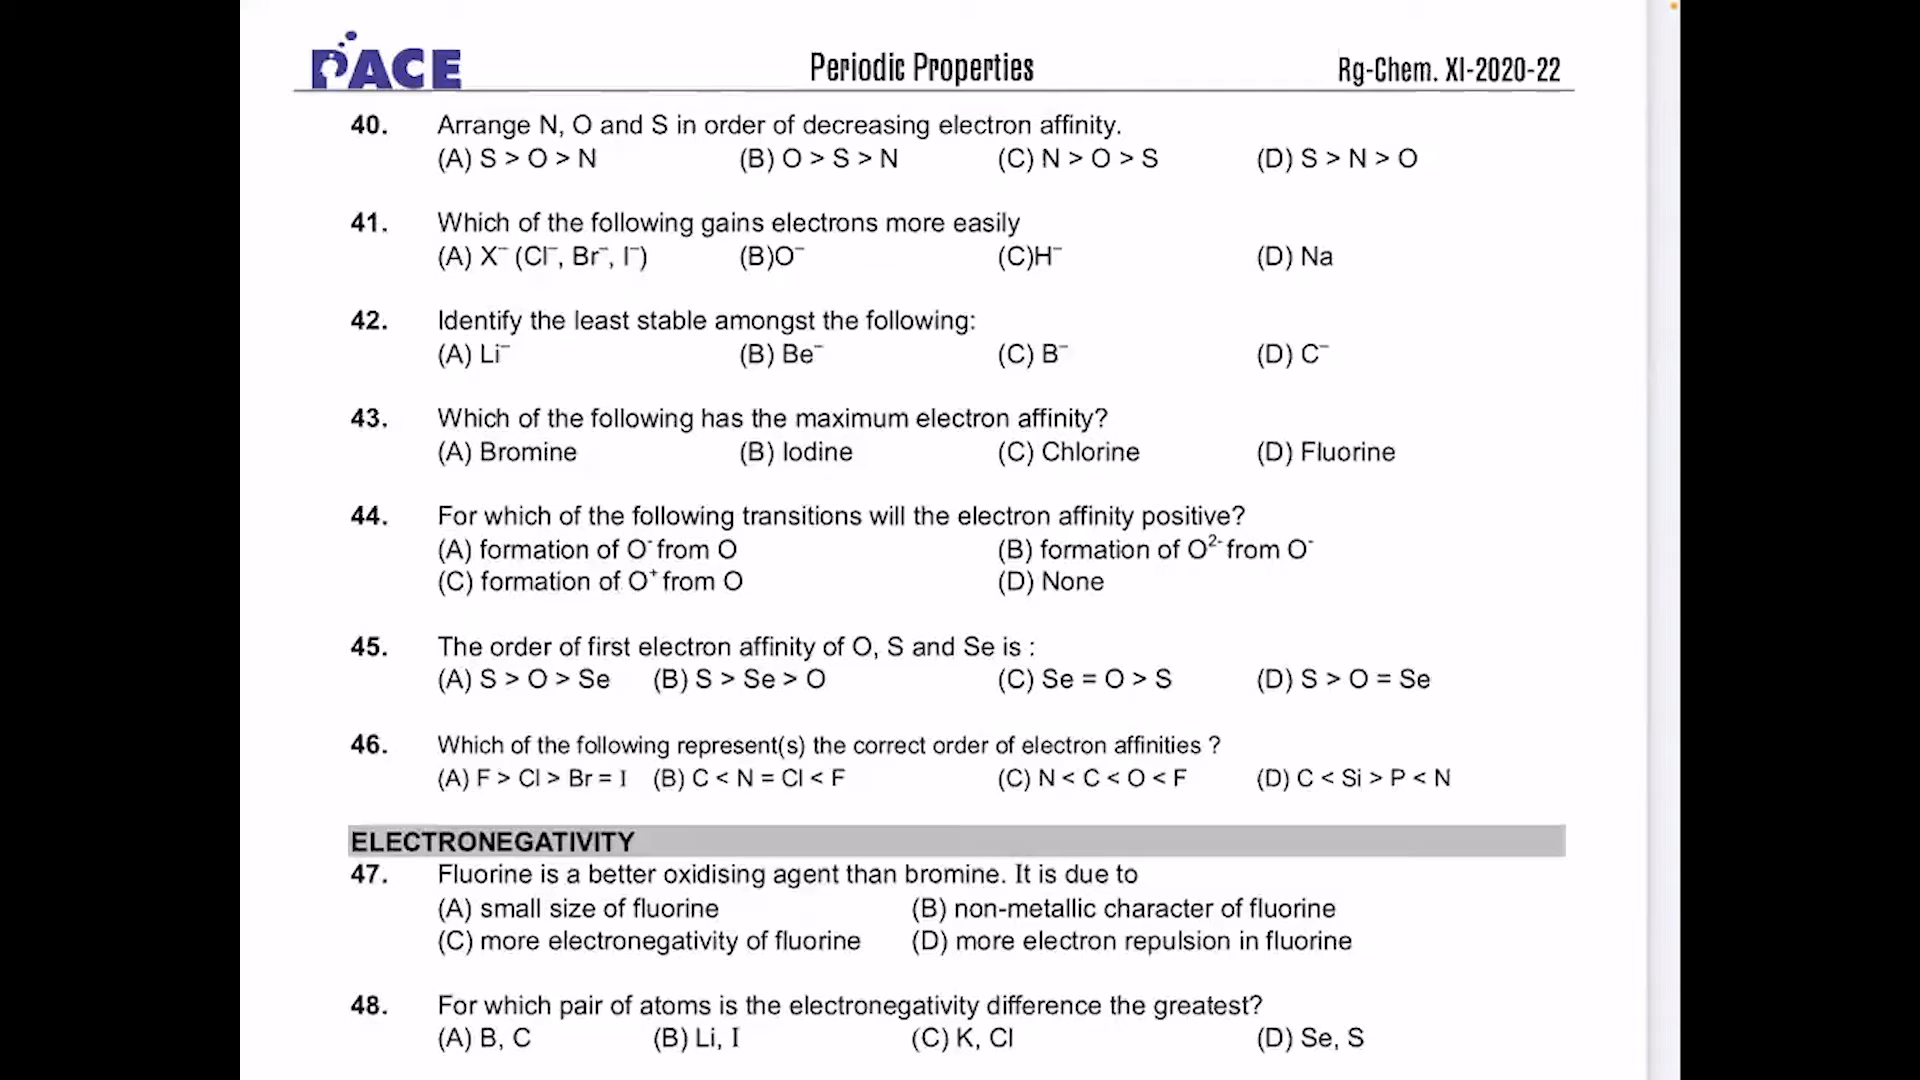 PACE Periodic Properties Rg-Chem. XI-2020-22
40. Arrange N, O and S in order of decreasing electron affinity.
(A) S > O > N (B) O > S > N (C) N > O > S (D) S > N > O
41. Which of the following gains electrons more easily
(A) X⁻ (Cl⁻, Br⁻, I⁻) (B)O⁻ (C)H⁻ (D) Na
42. Identify the least stable amongst the following:
(A) Li⁻ (B) Be⁻ (C) B⁻ (D) C⁻
43. Which of the following has the maximum electron affinity?
(A) Bromine (B) Iodine (C) Chlorine (D) Fluorine
44. For which of the following transitions will the electron affinity positive?
(A) formation of O⁻ from O (B) formation of O²⁻ from O⁻
(C) formation of O⁺ from O (D) None
45. The order of first electron affinity of O, S and Se is :
(A) S > O > Se (B) S > Se > O (C) Se = O > S (D) S > O = Se
46. Which of the following represent(s) the correct order of electron affinities ?
(A) F > Cl > Br = I (B) C < N = Cl < F (C) N < C < O < F (D) C < Si > P < N
ELECTRONEGATIVITY
47. Fluorine is a better oxidising agent than bromine. It is due to
(A) small size of fluorine (B) non-metallic character of fluorine
(C) more electronegativity of fluorine (D) more electron repulsion in fluorine
48. For which pair of atoms is the electronegativity difference the greatest?
(A) B, C (B) Li, I (C) K, Cl (D) Se, S